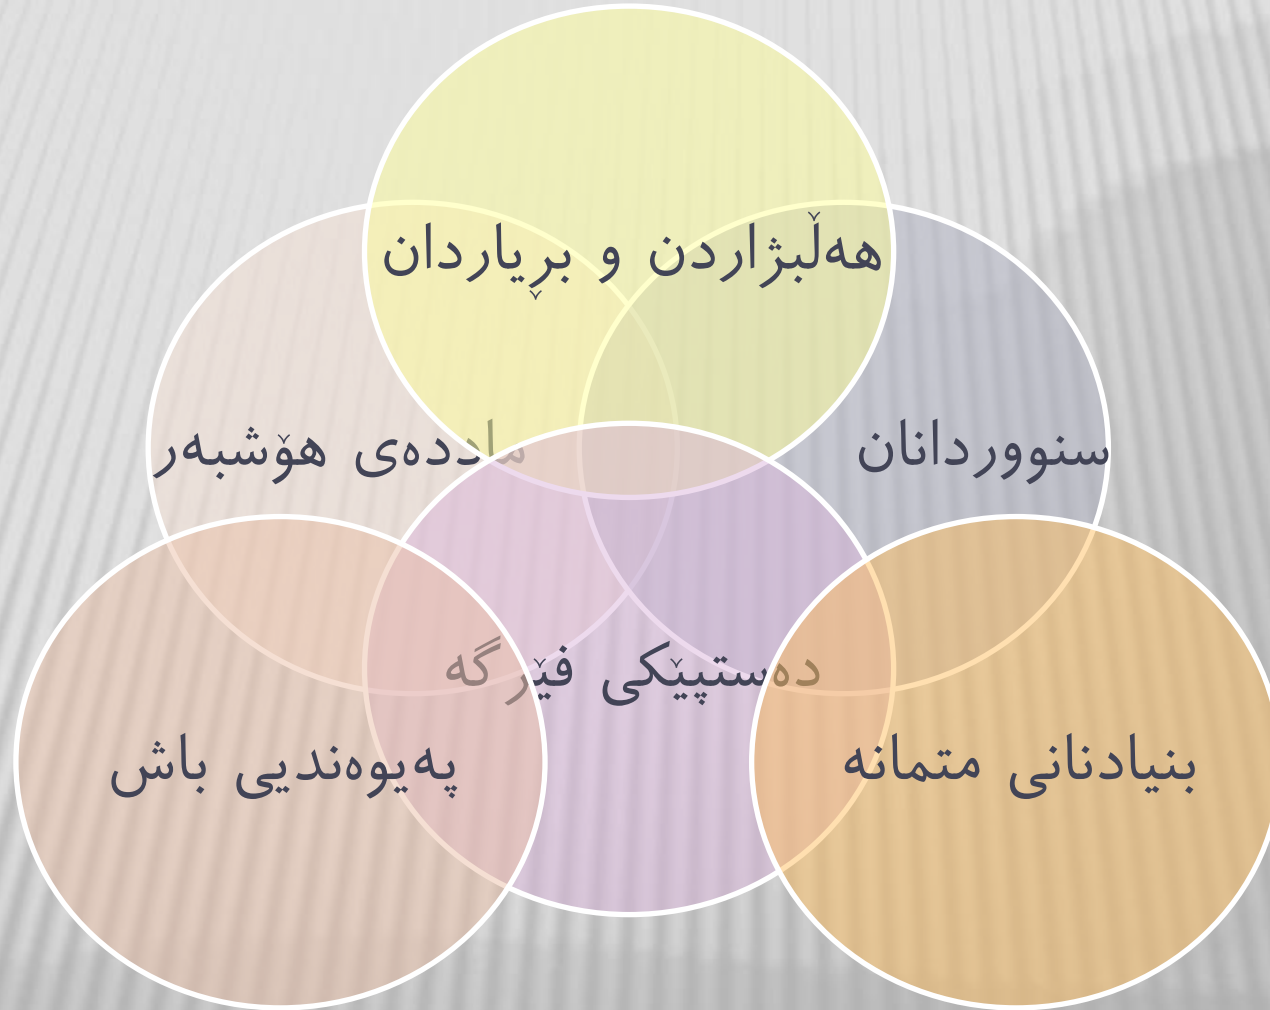 هەڵبژاردن و بڕیاردان
سنووردانان
ماددەی هۆشبەر
دەستپێکی فێرگە
بنیادنانی متمانە
پەیوەندیی باش